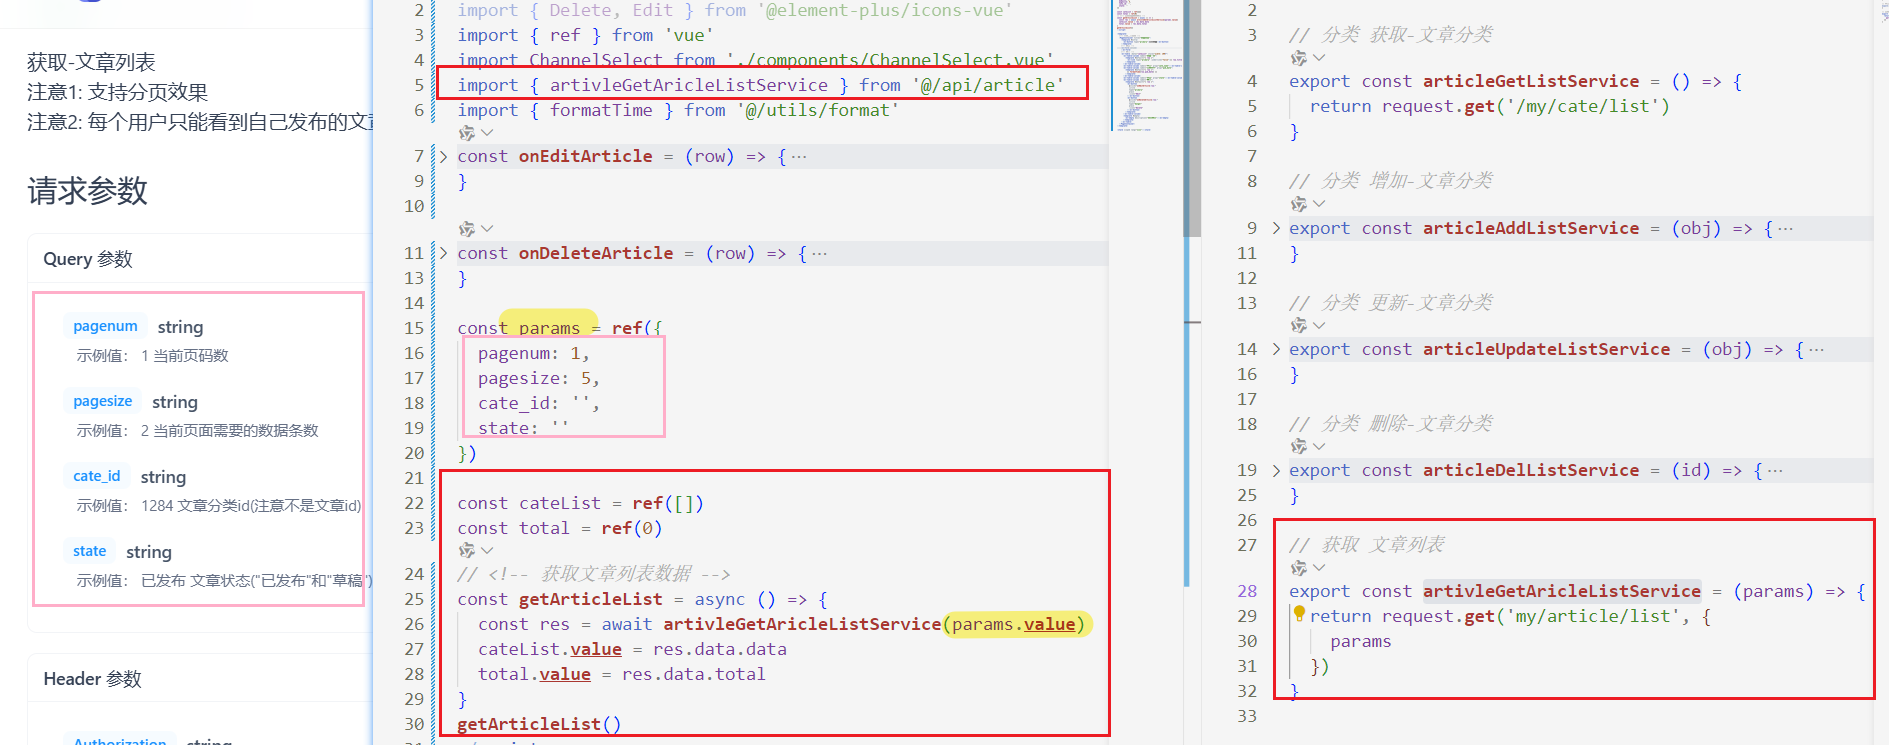 获取-文章列表
注意1: 支持分页效果
注意2: 每个用户只能看到自己发布的文章
请求参数
Query 参数
pagenum string
示例值： 1 当前页码数
pagesize string
示例值： 2 当前页面需要的数据条数
cate_id string
示例值： 1284 文章分类id(注意不是文章id)
state string
示例值： 已发布 文章状态("已发布"和"草稿")
Header 参数
Authorization string
2 import { Delete, Edit } from '@element-plus/icons-vue'
3 import { ref } from 'vue'
4 import ChannelSelect from './components/ChannelSelect.vue'
5 import { artivleGetAricleListService } from '@/api/article'
6 import { formatTime } from '@/utils/format'
7 const onEditArticle = (row) => { ···
9 }
10
11 const onDeleteArticle = (row) => { ···
13 }
14
15 const params = ref({
16 pagenum: 1,
17 pagesize: 5,
18 cate_id: '',
19 state: ''
20 })
21
22 const cateList = ref([])
23 const total = ref(0)
24 // <!-- 获取文章列表数据 -->
25 const getArticleList = async () => {
26 const res = await artivleGetAricleListService(params.value)
27 cateList.value = res.data.data
28 total.value = res.data.total
29 }
30 getArticleList()
2
3 // 分类 获取-文章分类
4 export const articleGetListService = () => {
5 return request.get('/my/cate/list')
6 }
7
8 // 分类 增加-文章分类
9 export const articleAddListService = (obj) => { ···
11 }
12
13 // 分类 更新-文章分类
14 export const articleUpdateListService = (obj) => { ···
16 }
17
18 // 分类 删除-文章分类
19 export const articleDelListService = (id) => { ···
25 }
26
27 // 获取 文章列表
28 export const artivleGetAricleListService = (params) => {
29 return request.get('my/article/list', {
30 params
31 })
32 }
33